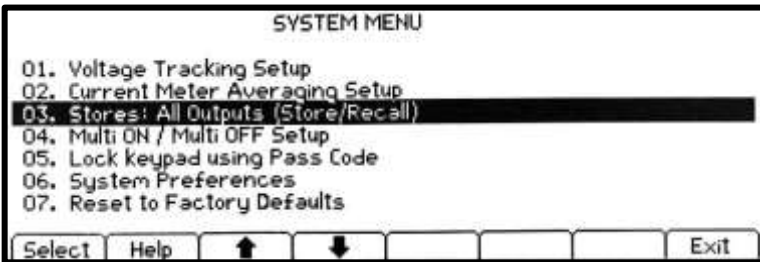 SYSTEM MENU
01. Voltage Tracking Setup
02. Current Meter Averaging Setup
03. Stores: All Outputs (Store/Recall)
04. Multi ON / Multi OFF Setup
05. Lock keypad using Pass Code
06. System Preferences
07. Reset to Factory Defaults
Select Help Exit